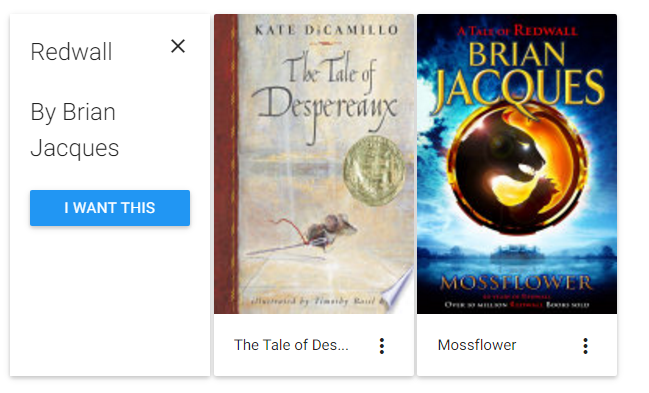 Redwall
By Brian
Jacques
I WANT THIS
KATE DiCAMILLO
The Tale of
Despereaux
illustrated by Timothy Basil
The Tale of Des...
A TALE OF REDWALL
BRIAN
JACQUES
MOSSFLOWER
OVER 20 MILLION REDWALL BOOKS SOLD
Mossflower